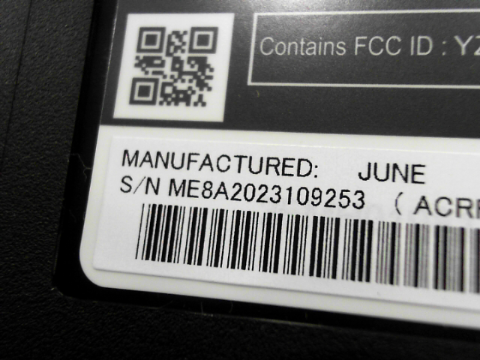 Contains FCC ID : YZ
MANUFACTURED: JUNE
S/N ME8A2023109253 ( ACR